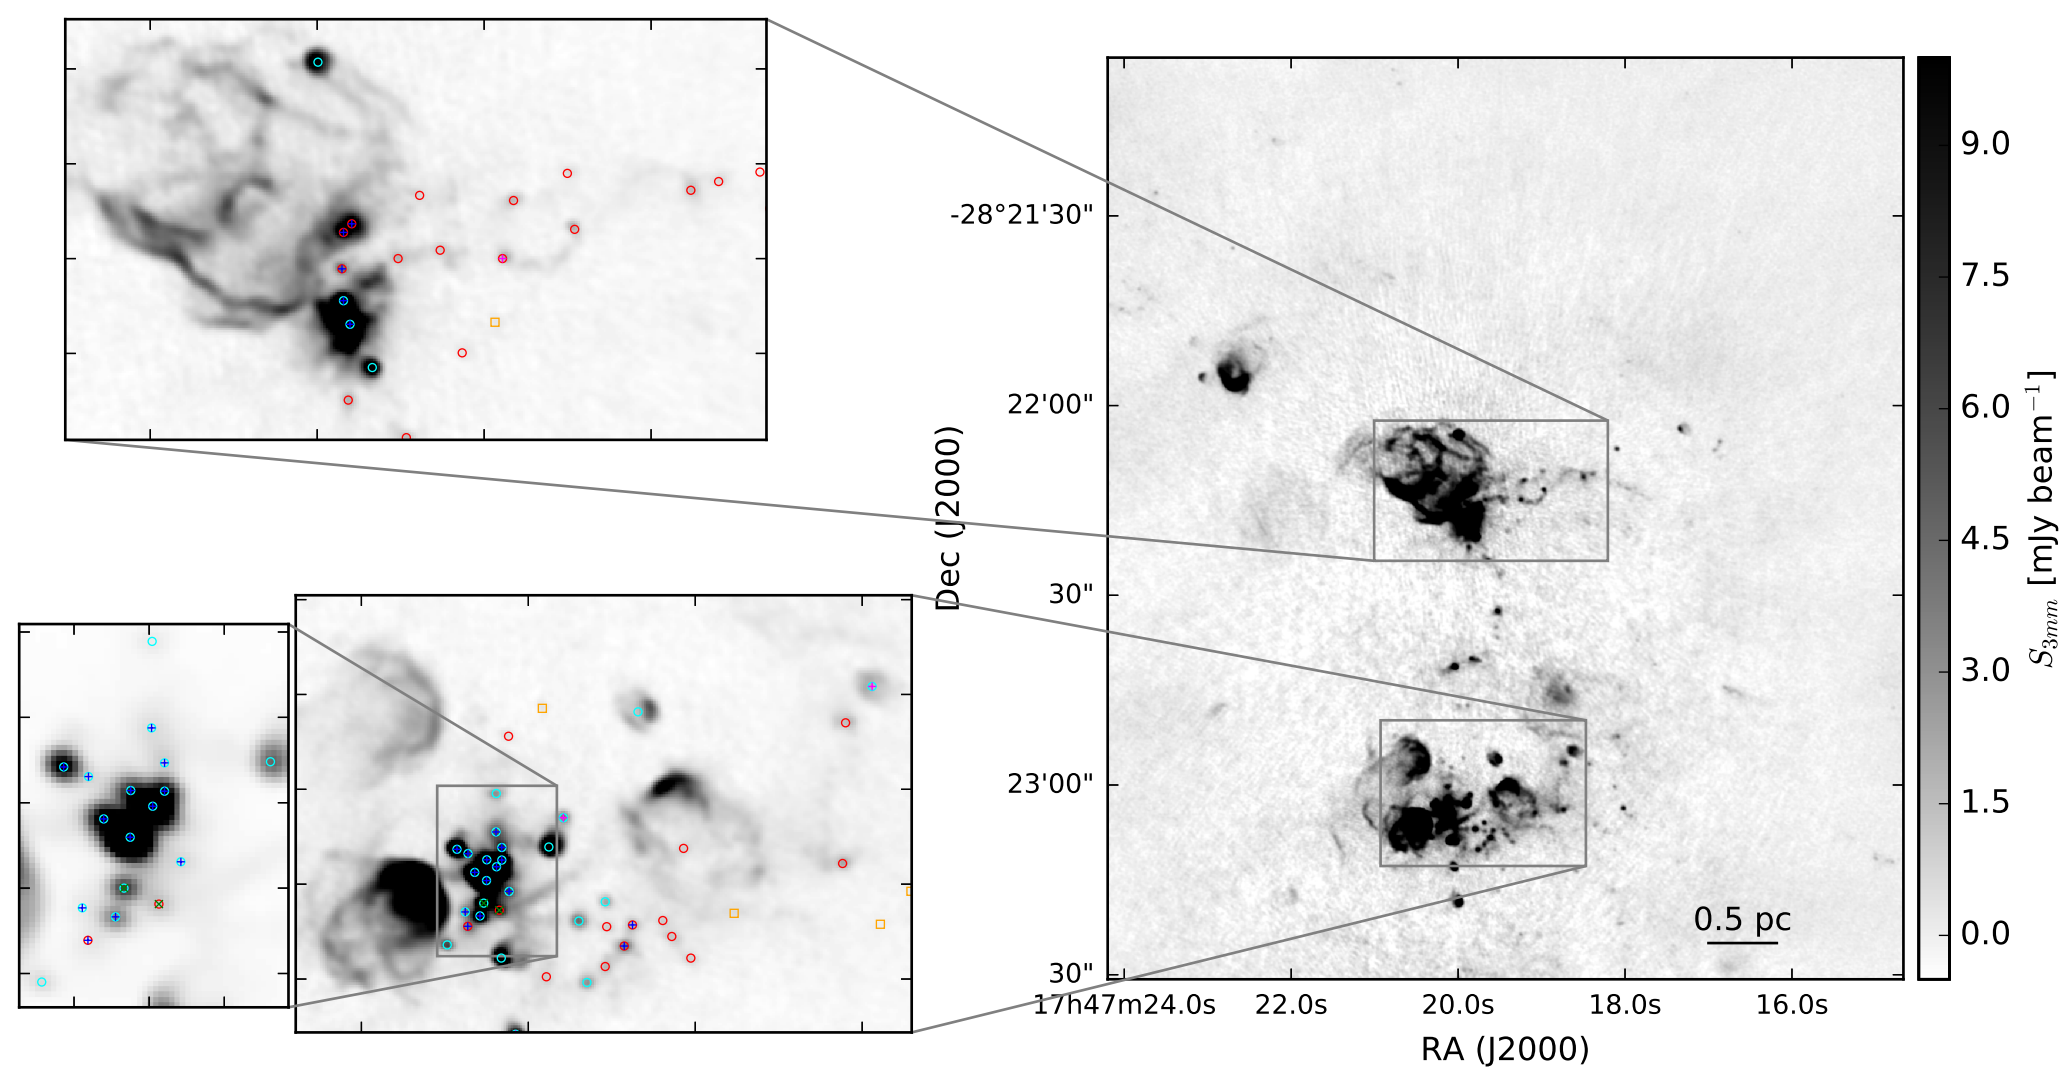 -28°21'30"
22'00"
30"
23'00"
30"
Dec (J2000)
17h47m24.0s 22.0s 20.0s 18.0s 16.0s
RA (J2000)
0.5 pc
9.0
7.5
6.0
4.5
3.0
1.5
0.0
S_{3mm} [mJy beam^{-1}]